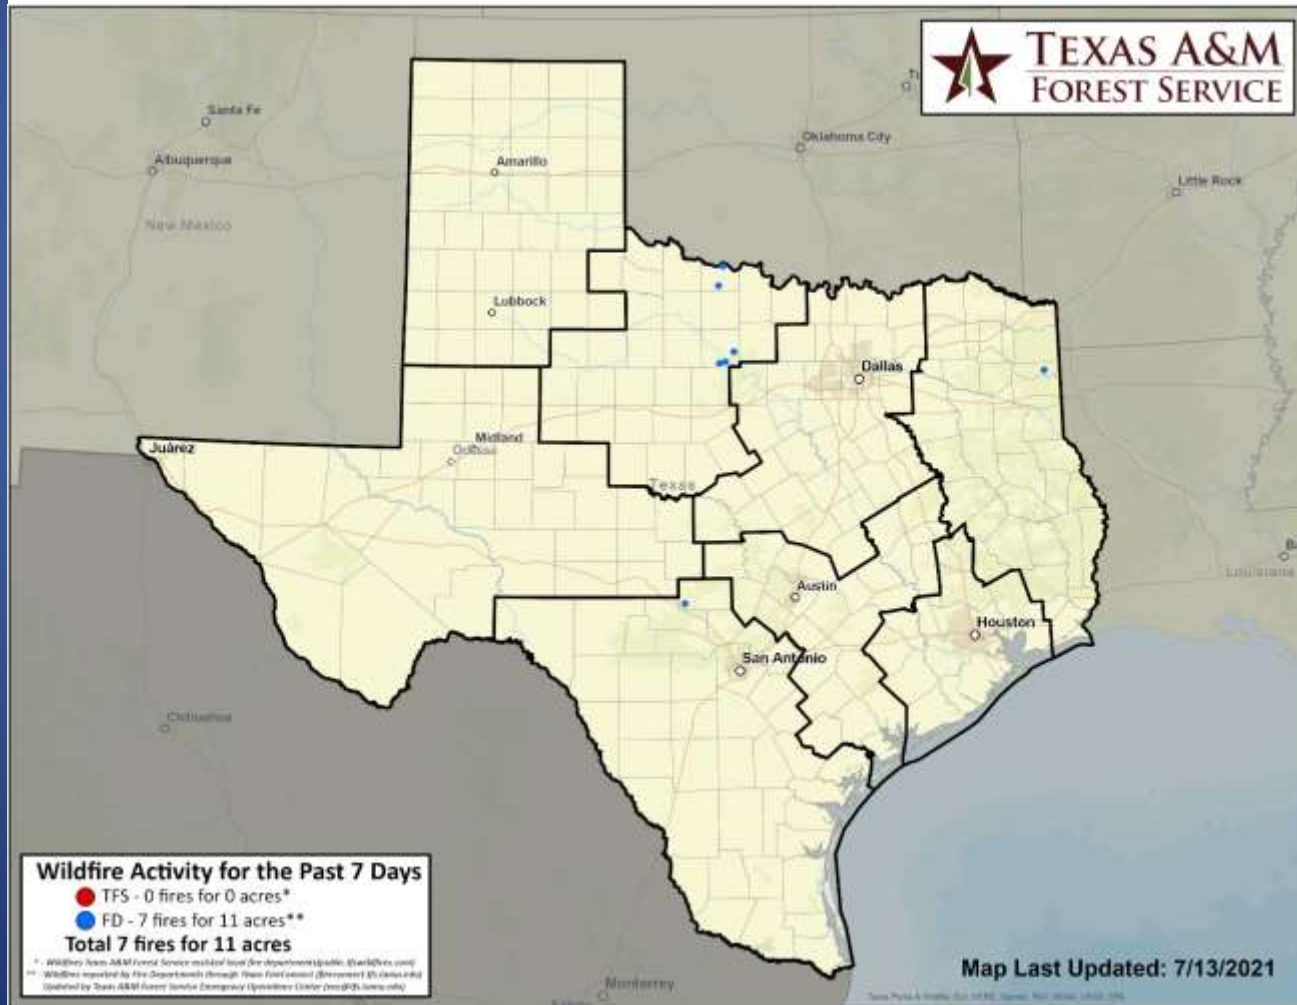 TEXAS A&M
FOREST SERVICE
Santa Fe
Oklahoma City
Albuquerque
Amarillo
Little Rock
New Mexico
Lubbock
Dallas
Juárez
Midland
Odessa
Texas
Louisiana
Austin
Houston
San Antonio
Chihuahua
Wildfire Activity for the Past 7 Days
TFS - 0 fires for 0 acres*
FD - 7 fires for 11 acres**
Total 7 fires for 11 acres
Map Last Updated: 7/13/2021
Monterrey